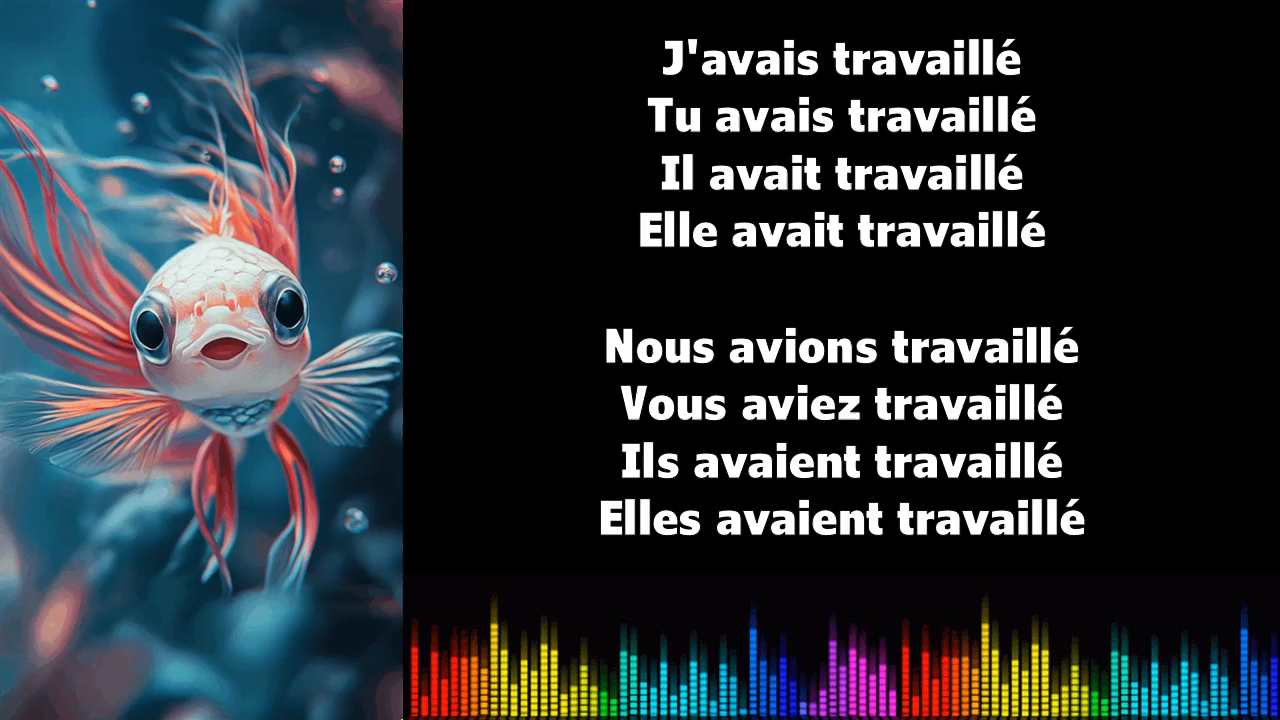 J'avais travaillé
Tu avais travaillé
Il avait travaillé
Elle avait travaillé
Nous avions travaillé
Vous aviez travaillé
Ils avaient travaillé
Elles avaient travaillé